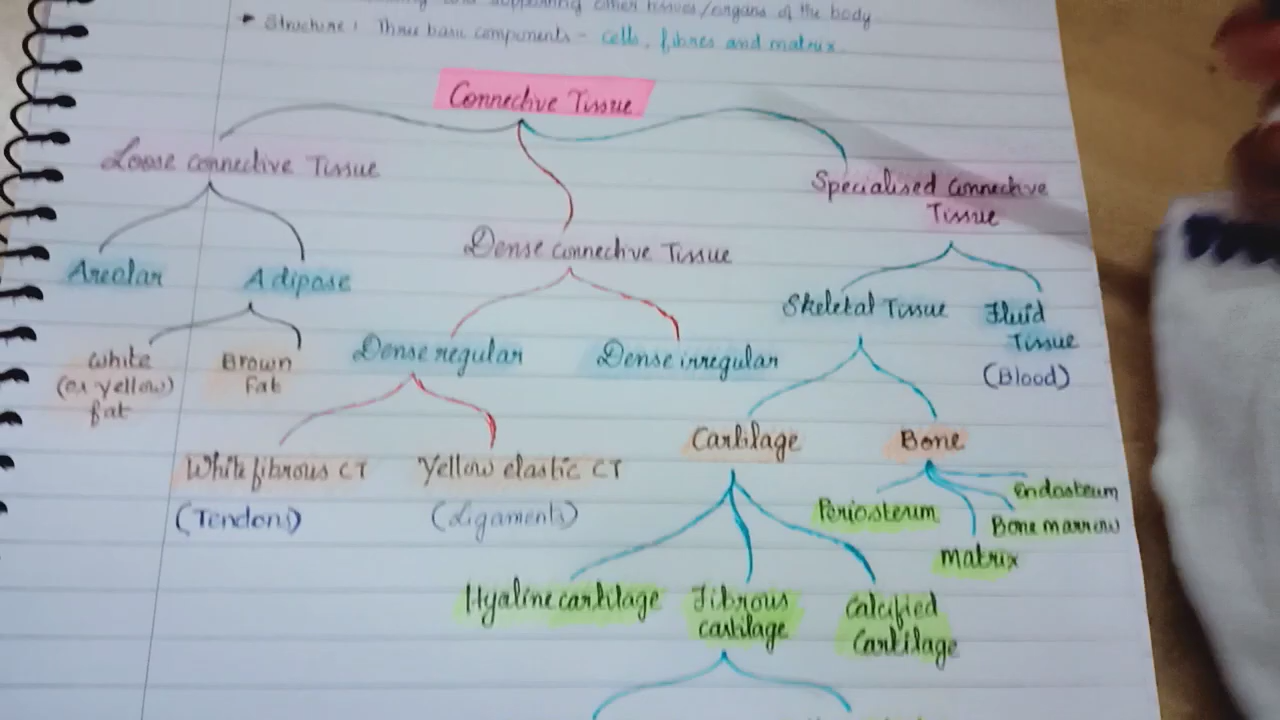 and supporting other tissues/organs of the body
Structure: Three basic components - cells, fibres and matrix
Connective Tissue
Loose connective Tissue
Specialised connective
Tissue
Dense connective Tissue
Areolar
Adipose
Skeletal Tissue
Fluid
Tissue
(Blood)
White
(or yellow)
fat
Brown
Fat
Dense regular
Dense irregular
Cartilage
Bone
White fibrous CT
(Tendons)
Yellow elastic CT
(Ligaments)
Periosteum
Endosteum
Bone marrow
Matrix
Hyaline cartilage
Fibrous
cartilage
Calcified
Cartilage